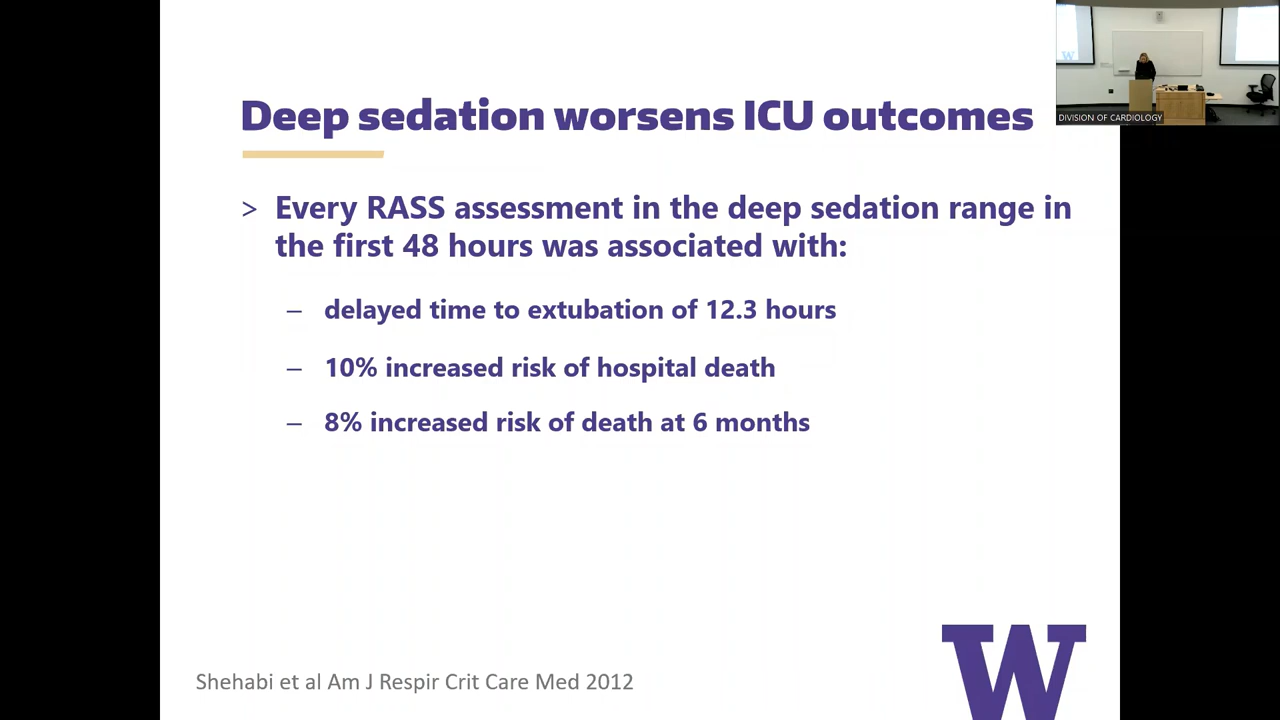 Deep sedation worsens ICU outcomes
> Every RASS assessment in the deep sedation range in
the first 48 hours was associated with:
– delayed time to extubation of 12.3 hours
– 10% increased risk of hospital death
– 8% increased risk of death at 6 months
Shehabi et al Am J Respir Crit Care Med 2012
W
DIVISION OF CARDIOLOGY
W